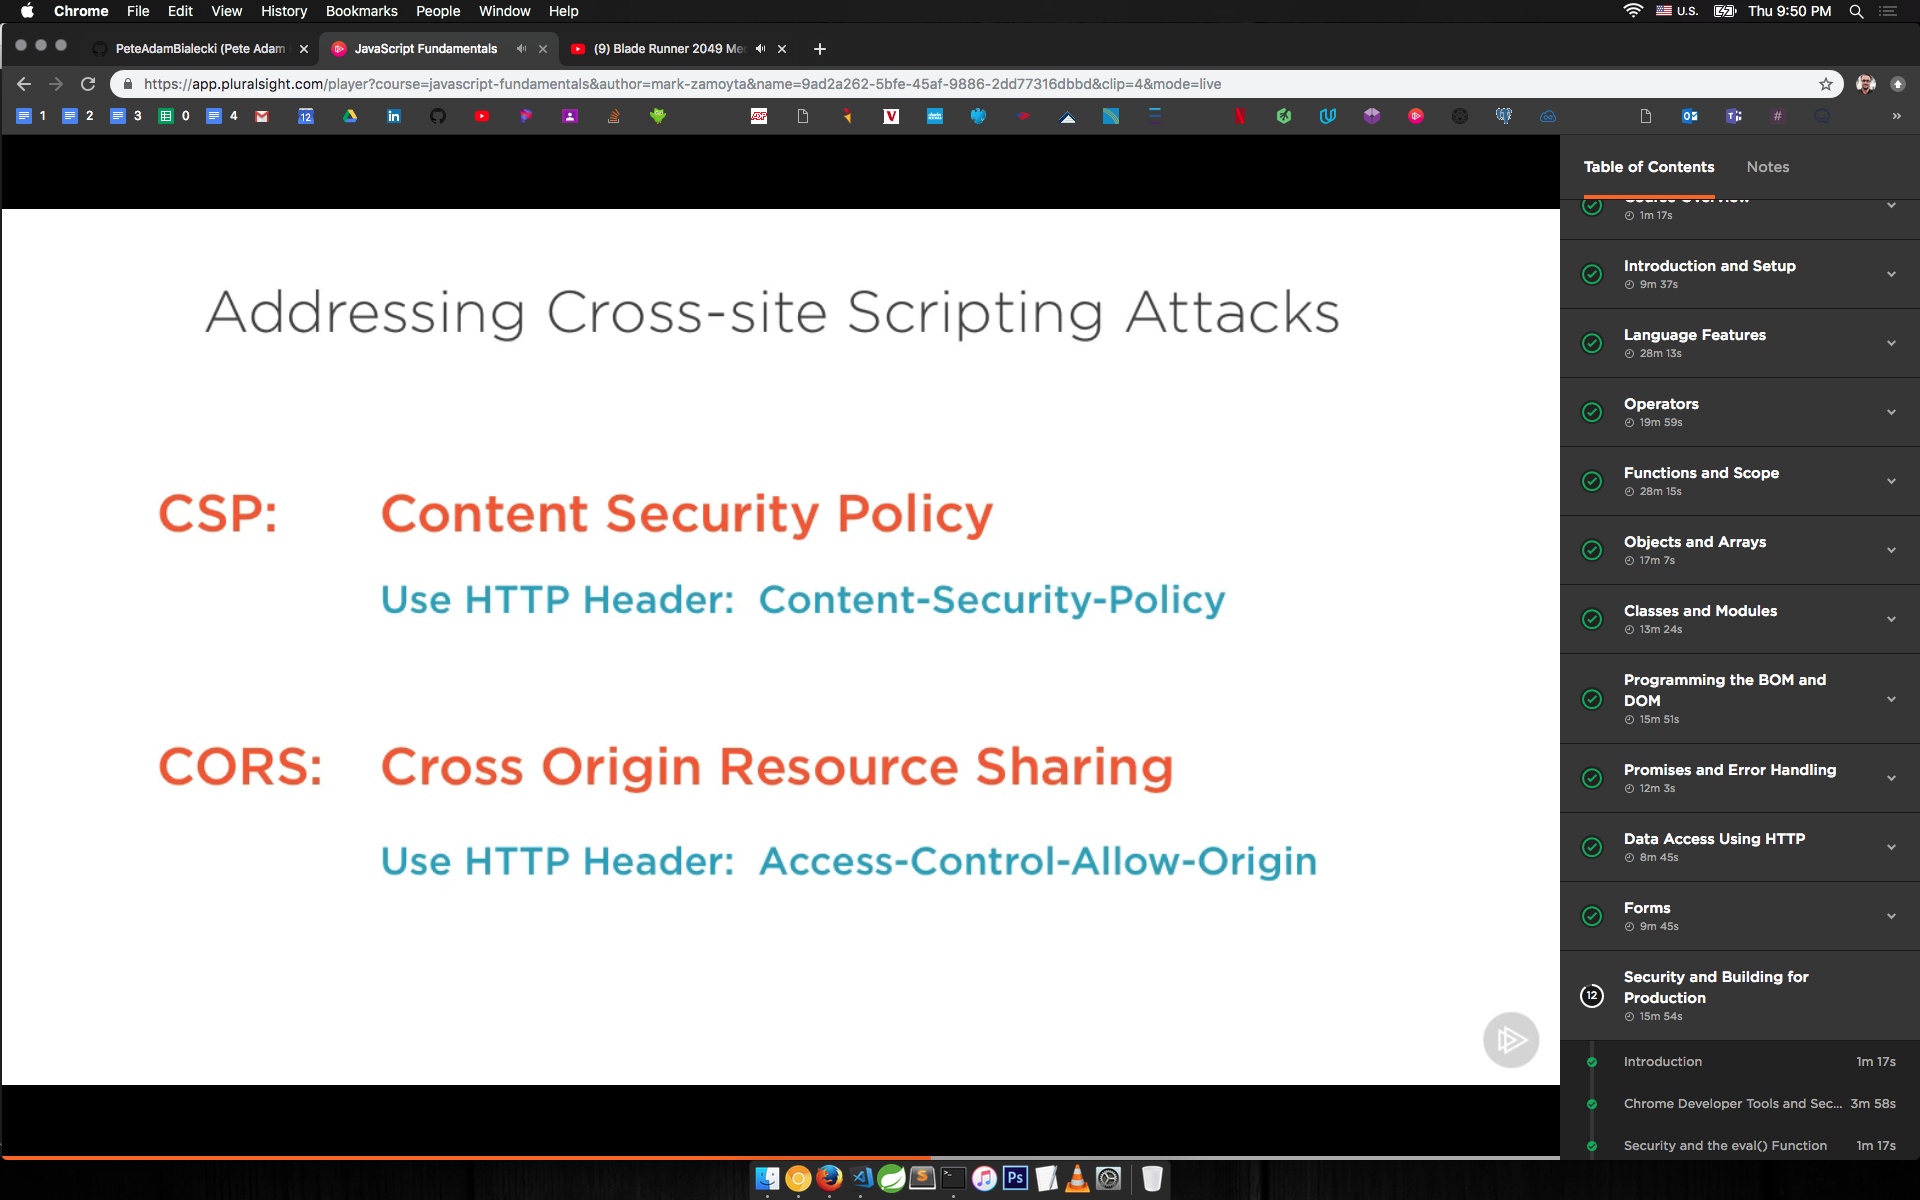 Chrome File Edit View History Bookmarks People Window Help U.S. Thu 9:50 PM
PeteAdamBialecki (Pete Adam
JavaScript Fundamentals
(9) Blade Runner 2049 Me
https://app.pluralsight.com/player?course=javascript-fundamentals&author=mark-zamoyta&name=9ad2a262-5bfe-45af-9886-2dd77316dbbd&clip=4&mode=live
1 2 3 0 4
Addressing Cross-site Scripting Attacks
CSP: Content Security Policy
Use HTTP Header: Content-Security-Policy
CORS: Cross Origin Resource Sharing
Use HTTP Header: Access-Control-Allow-Origin
Table of Contents Notes
Course Overview
1m 17s
Introduction and Setup
9m 37s
Language Features
28m 13s
Operators
19m 59s
Functions and Scope
28m 15s
Objects and Arrays
17m 7s
Classes and Modules
13m 24s
Programming the BOM and
DOM
15m 51s
Promises and Error Handling
12m 3s
Data Access Using HTTP
8m 45s
Forms
9m 45s
Security and Building for
12
Production
15m 54s
Introduction 1m 17s
Chrome Developer Tools and Sec... 3m 58s
Security and the eval() Function 1m 17s
Ps